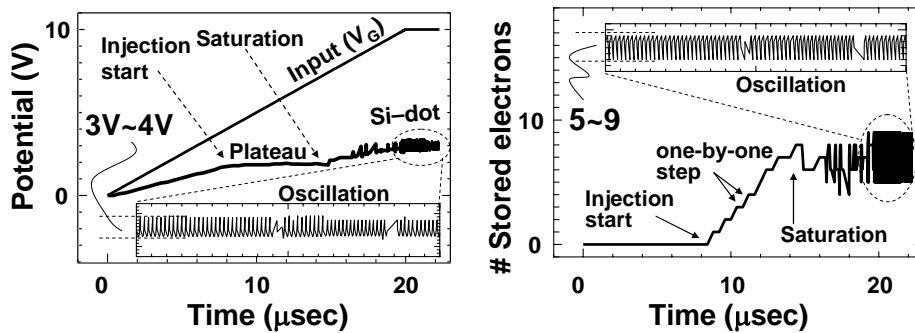 10
0
Potential (V)
Injection
start
Saturation
Input (V_G)
Si–dot
3V~4V
Plateau
Oscillation
0
10
20
Time (μsec)
10
0
# Stored electrons
Oscillation
5~9
one-by-one
step
Injection
start
Saturation
0
10
20
Time (μsec)